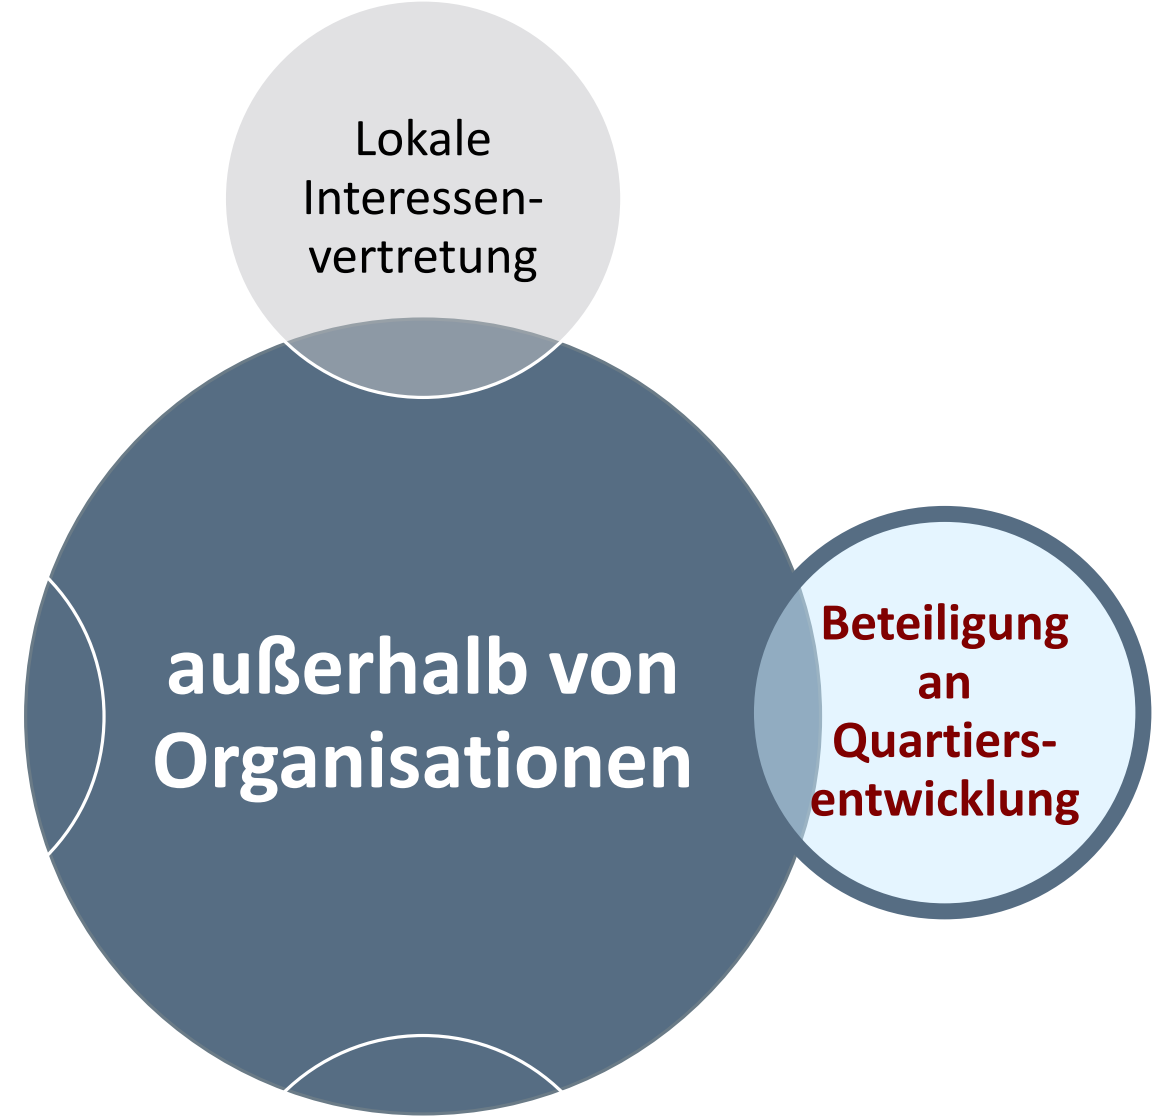 Lokale
Interessen-
vertretung
außerhalb von
Organisationen
Beteiligung
an
Quartiers-
entwicklung